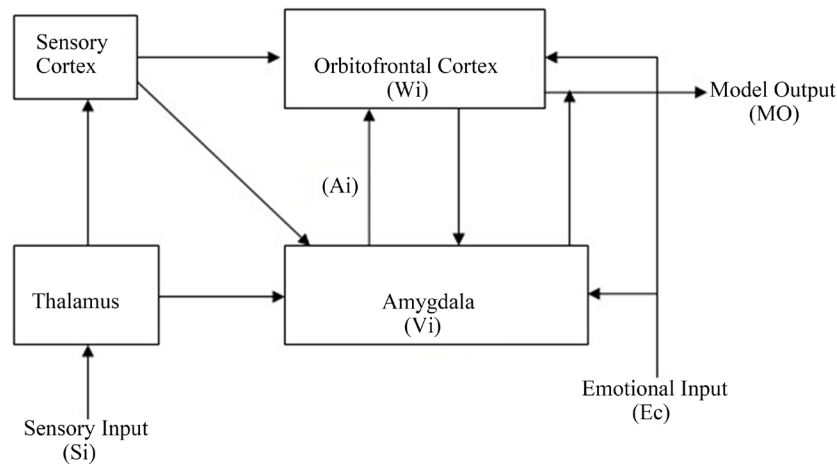 Sensory
Cortex
Orbitofrontal Cortex
(Wi)
Model Output
(MO)
(Ai)
Thalamus
Amygdala
(Vi)
Emotional Input
(Ec)
Sensory Input
(Si)